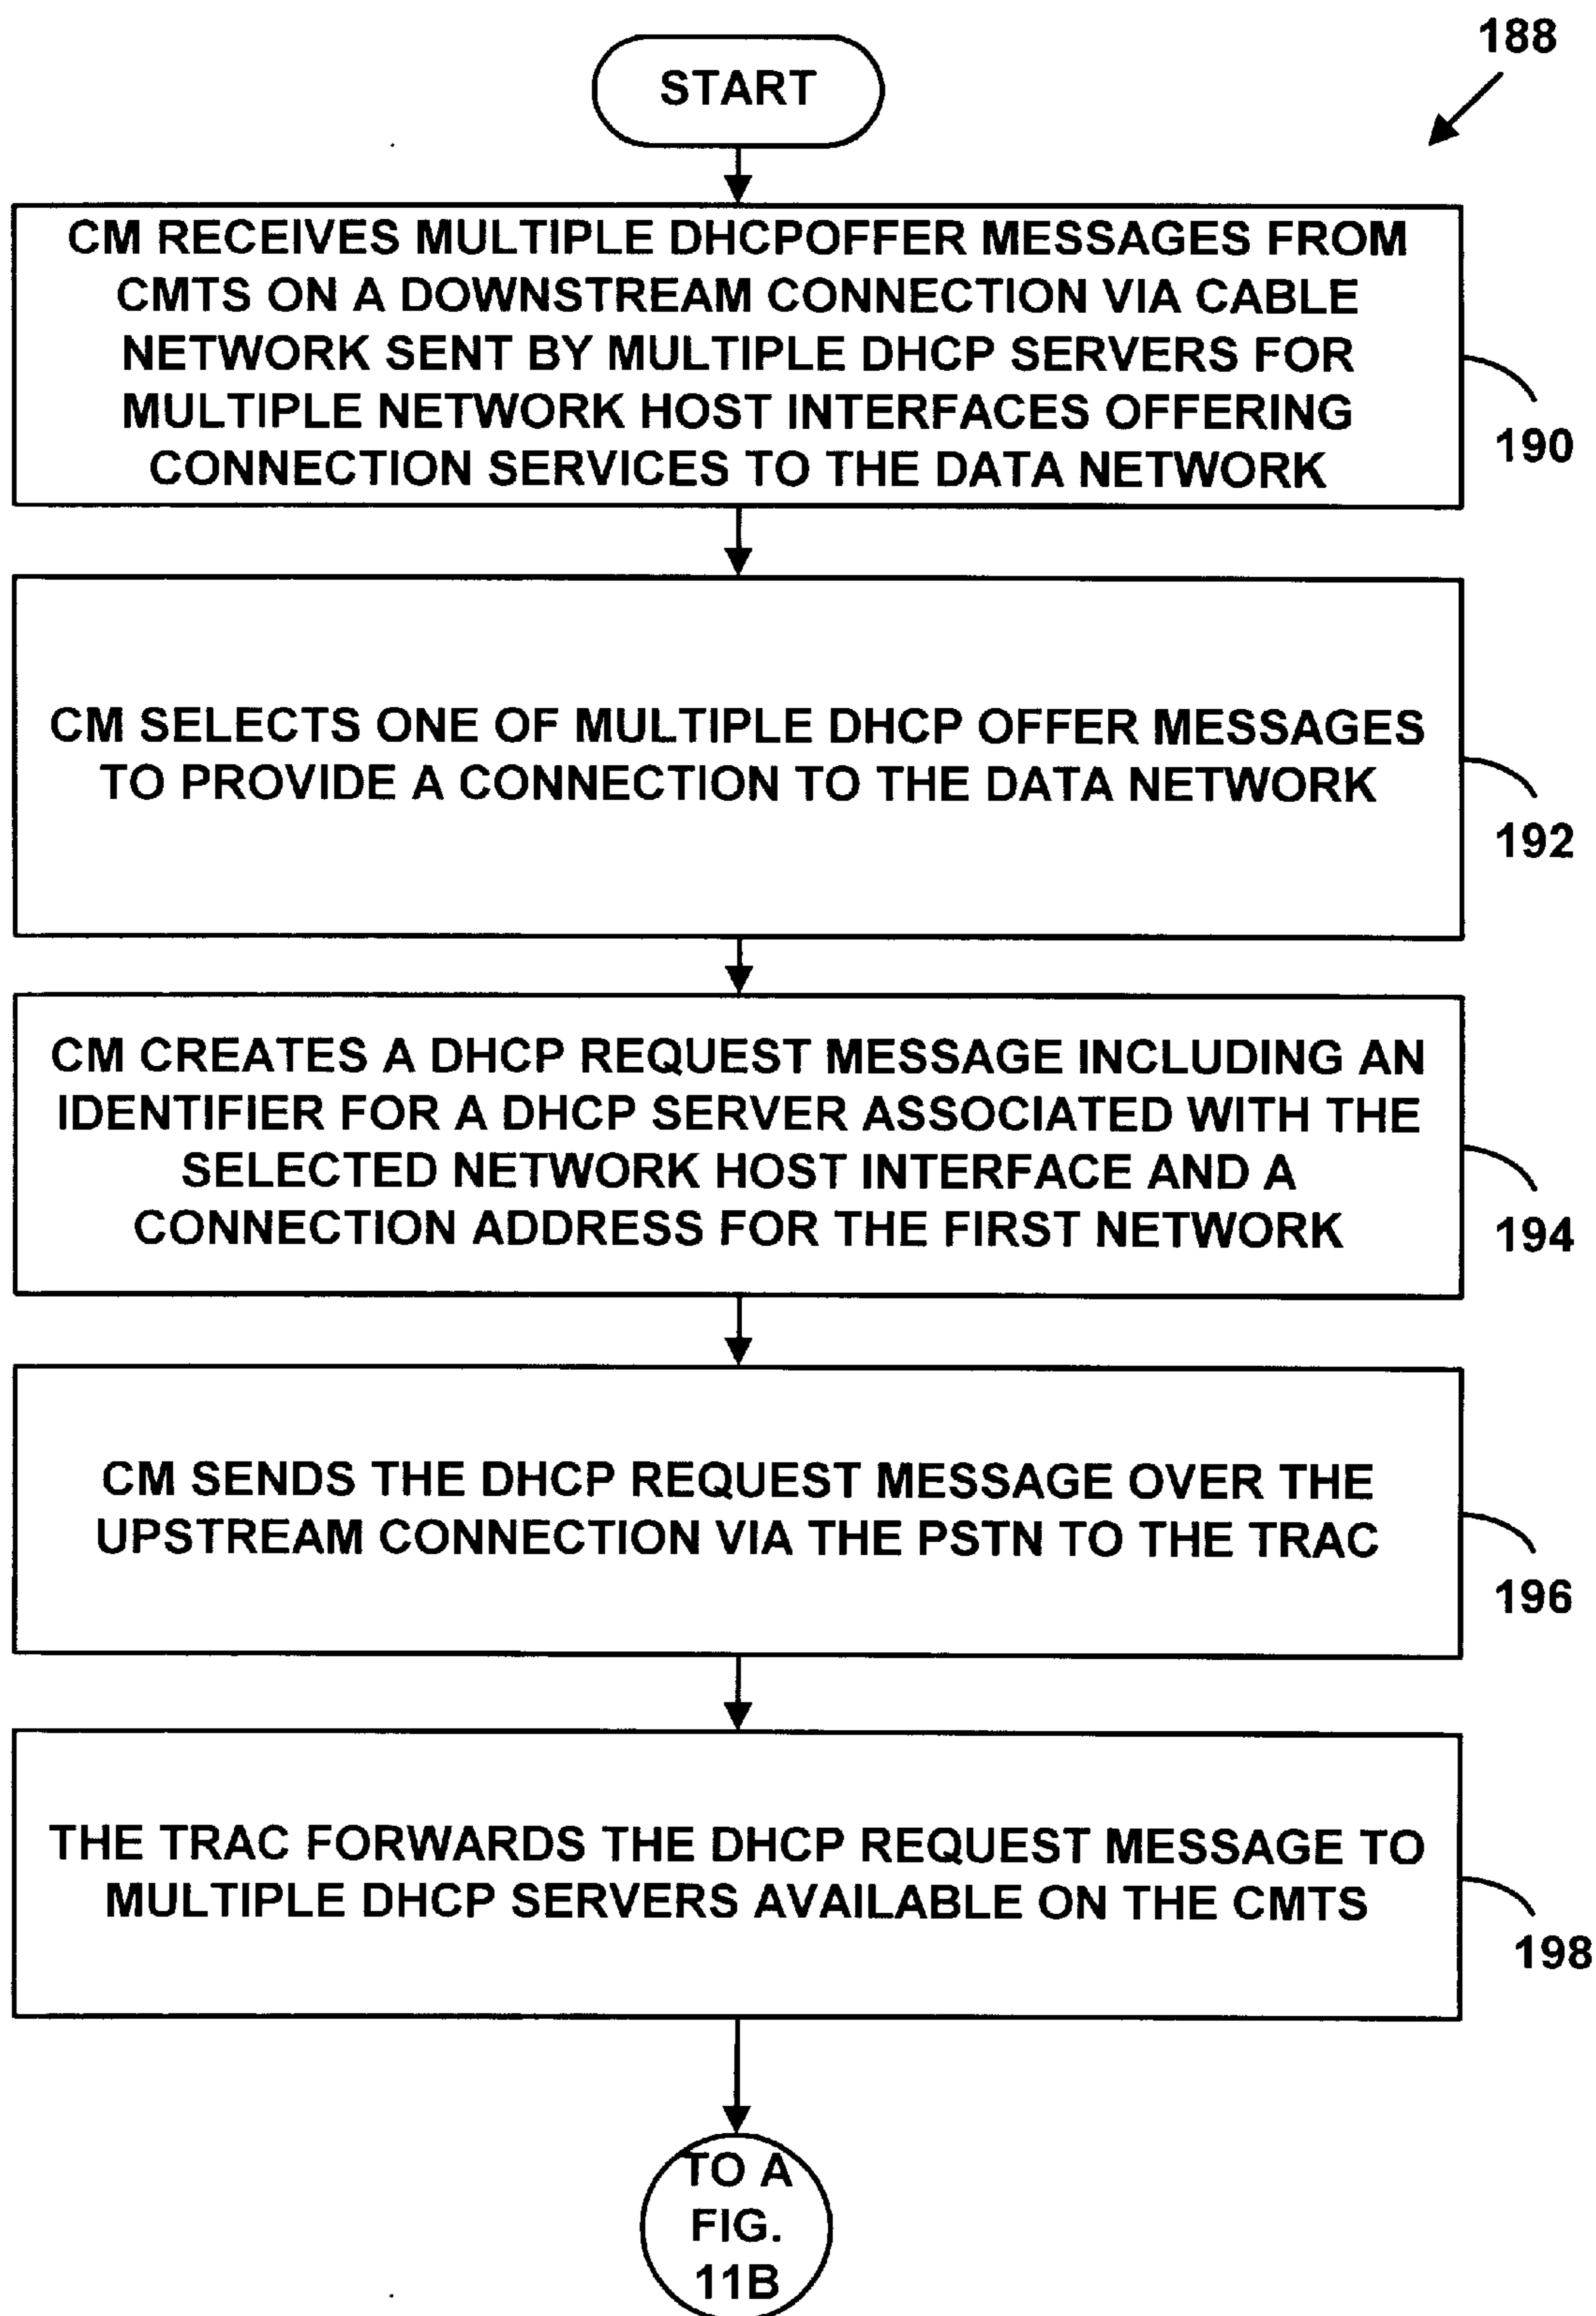 188
START
CM RECEIVES MULTIPLE DHCPOFFER MESSAGES FROM
CMTS ON A DOWNSTREAM CONNECTION VIA CABLE
NETWORK SENT BY MULTIPLE DHCP SERVERS FOR
MULTIPLE NETWORK HOST INTERFACES OFFERING
CONNECTION SERVICES TO THE DATA NETWORK
190
CM SELECTS ONE OF MULTIPLE DHCP OFFER MESSAGES
TO PROVIDE A CONNECTION TO THE DATA NETWORK
192
CM CREATES A DHCP REQUEST MESSAGE INCLUDING AN
IDENTIFIER FOR A DHCP SERVER ASSOCIATED WITH THE
SELECTED NETWORK HOST INTERFACE AND A
CONNECTION ADDRESS FOR THE FIRST NETWORK
194
CM SENDS THE DHCP REQUEST MESSAGE OVER THE
UPSTREAM CONNECTION VIA THE PSTN TO THE TRAC
196
THE TRAC FORWARDS THE DHCP REQUEST MESSAGE TO
MULTIPLE DHCP SERVERS AVAILABLE ON THE CMTS
198
TO A
FIG.
11B